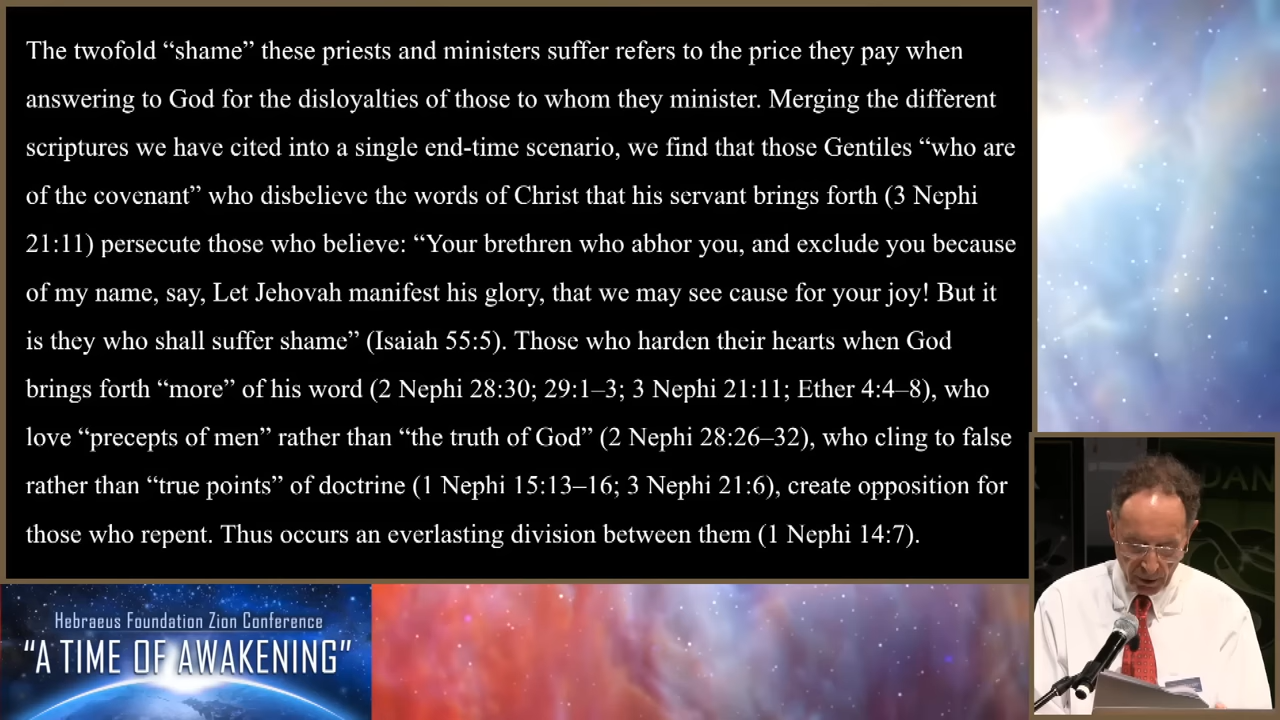 The twofold “shame” these priests and ministers suffer refers to the price they pay when
answering to God for the disloyalties of those to whom they minister. Merging the different
scriptures we have cited into a single end-time scenario, we find that those Gentiles “who are
of the covenant” who disbelieve the words of Christ that his servant brings forth (3 Nephi
21:11) persecute those who believe: “Your brethren who abhor you, and exclude you because
of my name, say, Let Jehovah manifest his glory, that we may see cause for your joy! But it
is they who shall suffer shame” (Isaiah 55:5). Those who harden their hearts when God
brings forth “more” of his word (2 Nephi 28:30; 29:1–3; 3 Nephi 21:11; Ether 4:4–8), who
love “precepts of men” rather than “the truth of God” (2 Nephi 28:26–32), who cling to false
rather than “true points” of doctrine (1 Nephi 15:13–16; 3 Nephi 21:6), create opposition for
those who repent. Thus occurs an everlasting division between them (1 Nephi 14:7).
Hebraeus Foundation Zion Conference
“A TIME OF AWAKENING”